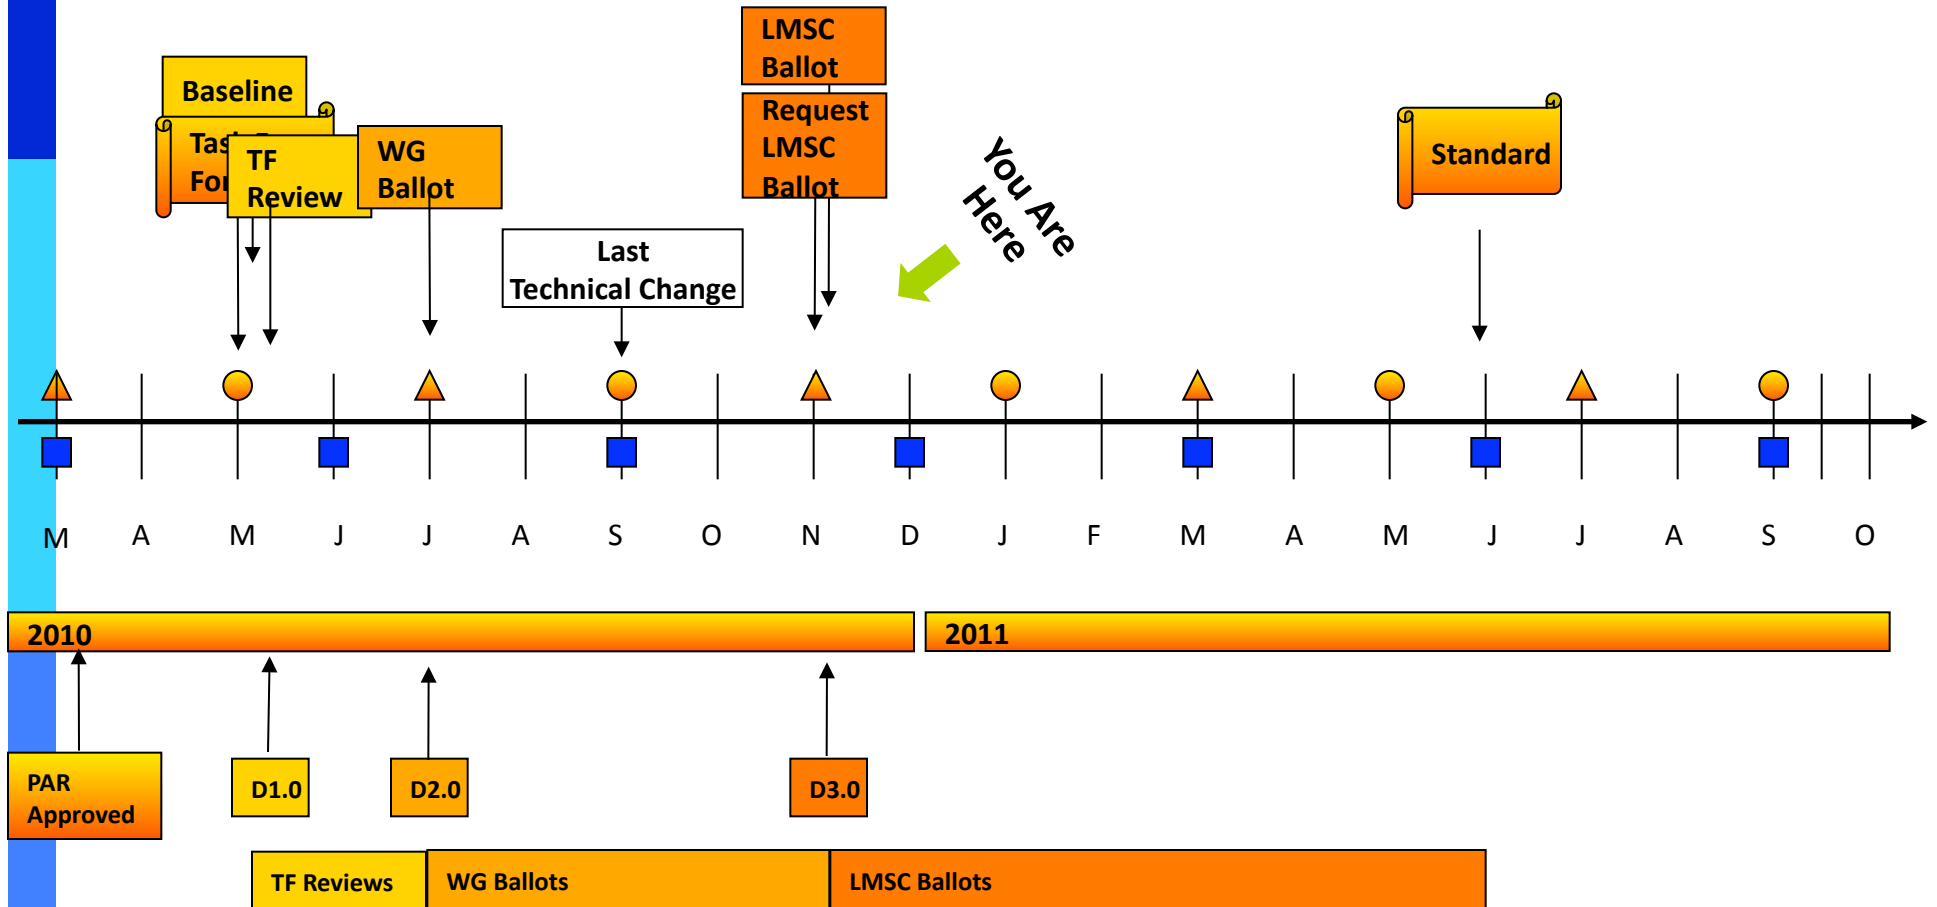 LMSC
Ballot
Baseline
Request
LMSC
Ballot
TF
Review
WG
Ballot
Standard
You Are
Here
Last
Technical Change
M A M J J A S O N D J F M A M J J A S O
2010
2011
PAR
Approved
D1.0
D2.0
D3.0
TF Reviews
WG Ballots
LMSC Ballots